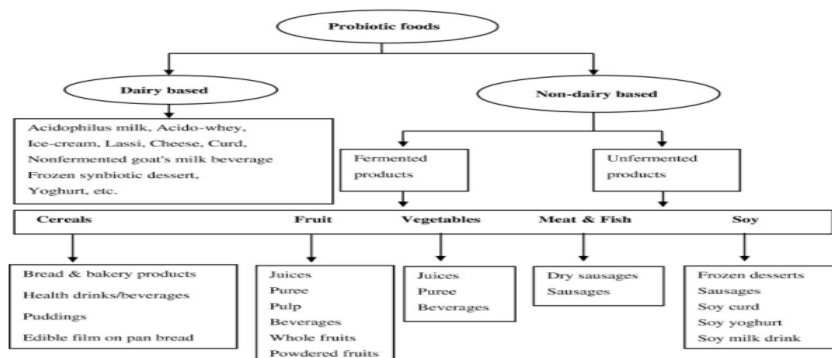 Probiotic foods
Dairy based
Non-dairy based
Acidophilus milk, Acido-whey,
Ice-cream, Lassi, Cheese, Curd,
Nonfermented goat's milk beverage
Frozen synbiotic dessert,
Yoghurt, etc.
Fermented
products
Unfermented
products
Cereals
Fruit
Vegetables
Meat & Fish
Soy
Bread & bakery products
Health drinks/beverages
Puddings
Edible film on pan bread
Juices
Puree
Pulp
Beverages
Whole fruits
Powdered fruits
Juices
Puree
Beverages
Dry sausages
Sausages
Frozen desserts
Sausages
Soy curd
Soy yoghurt
Soy milk drink